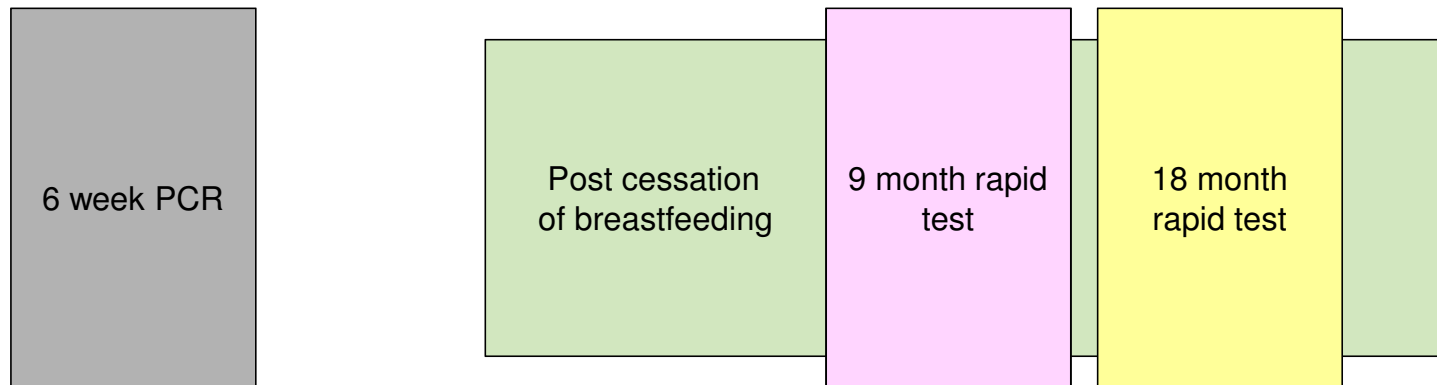 6 week PCR
Post cessation
of breastfeeding
9 month rapid
test
18 month
rapid test